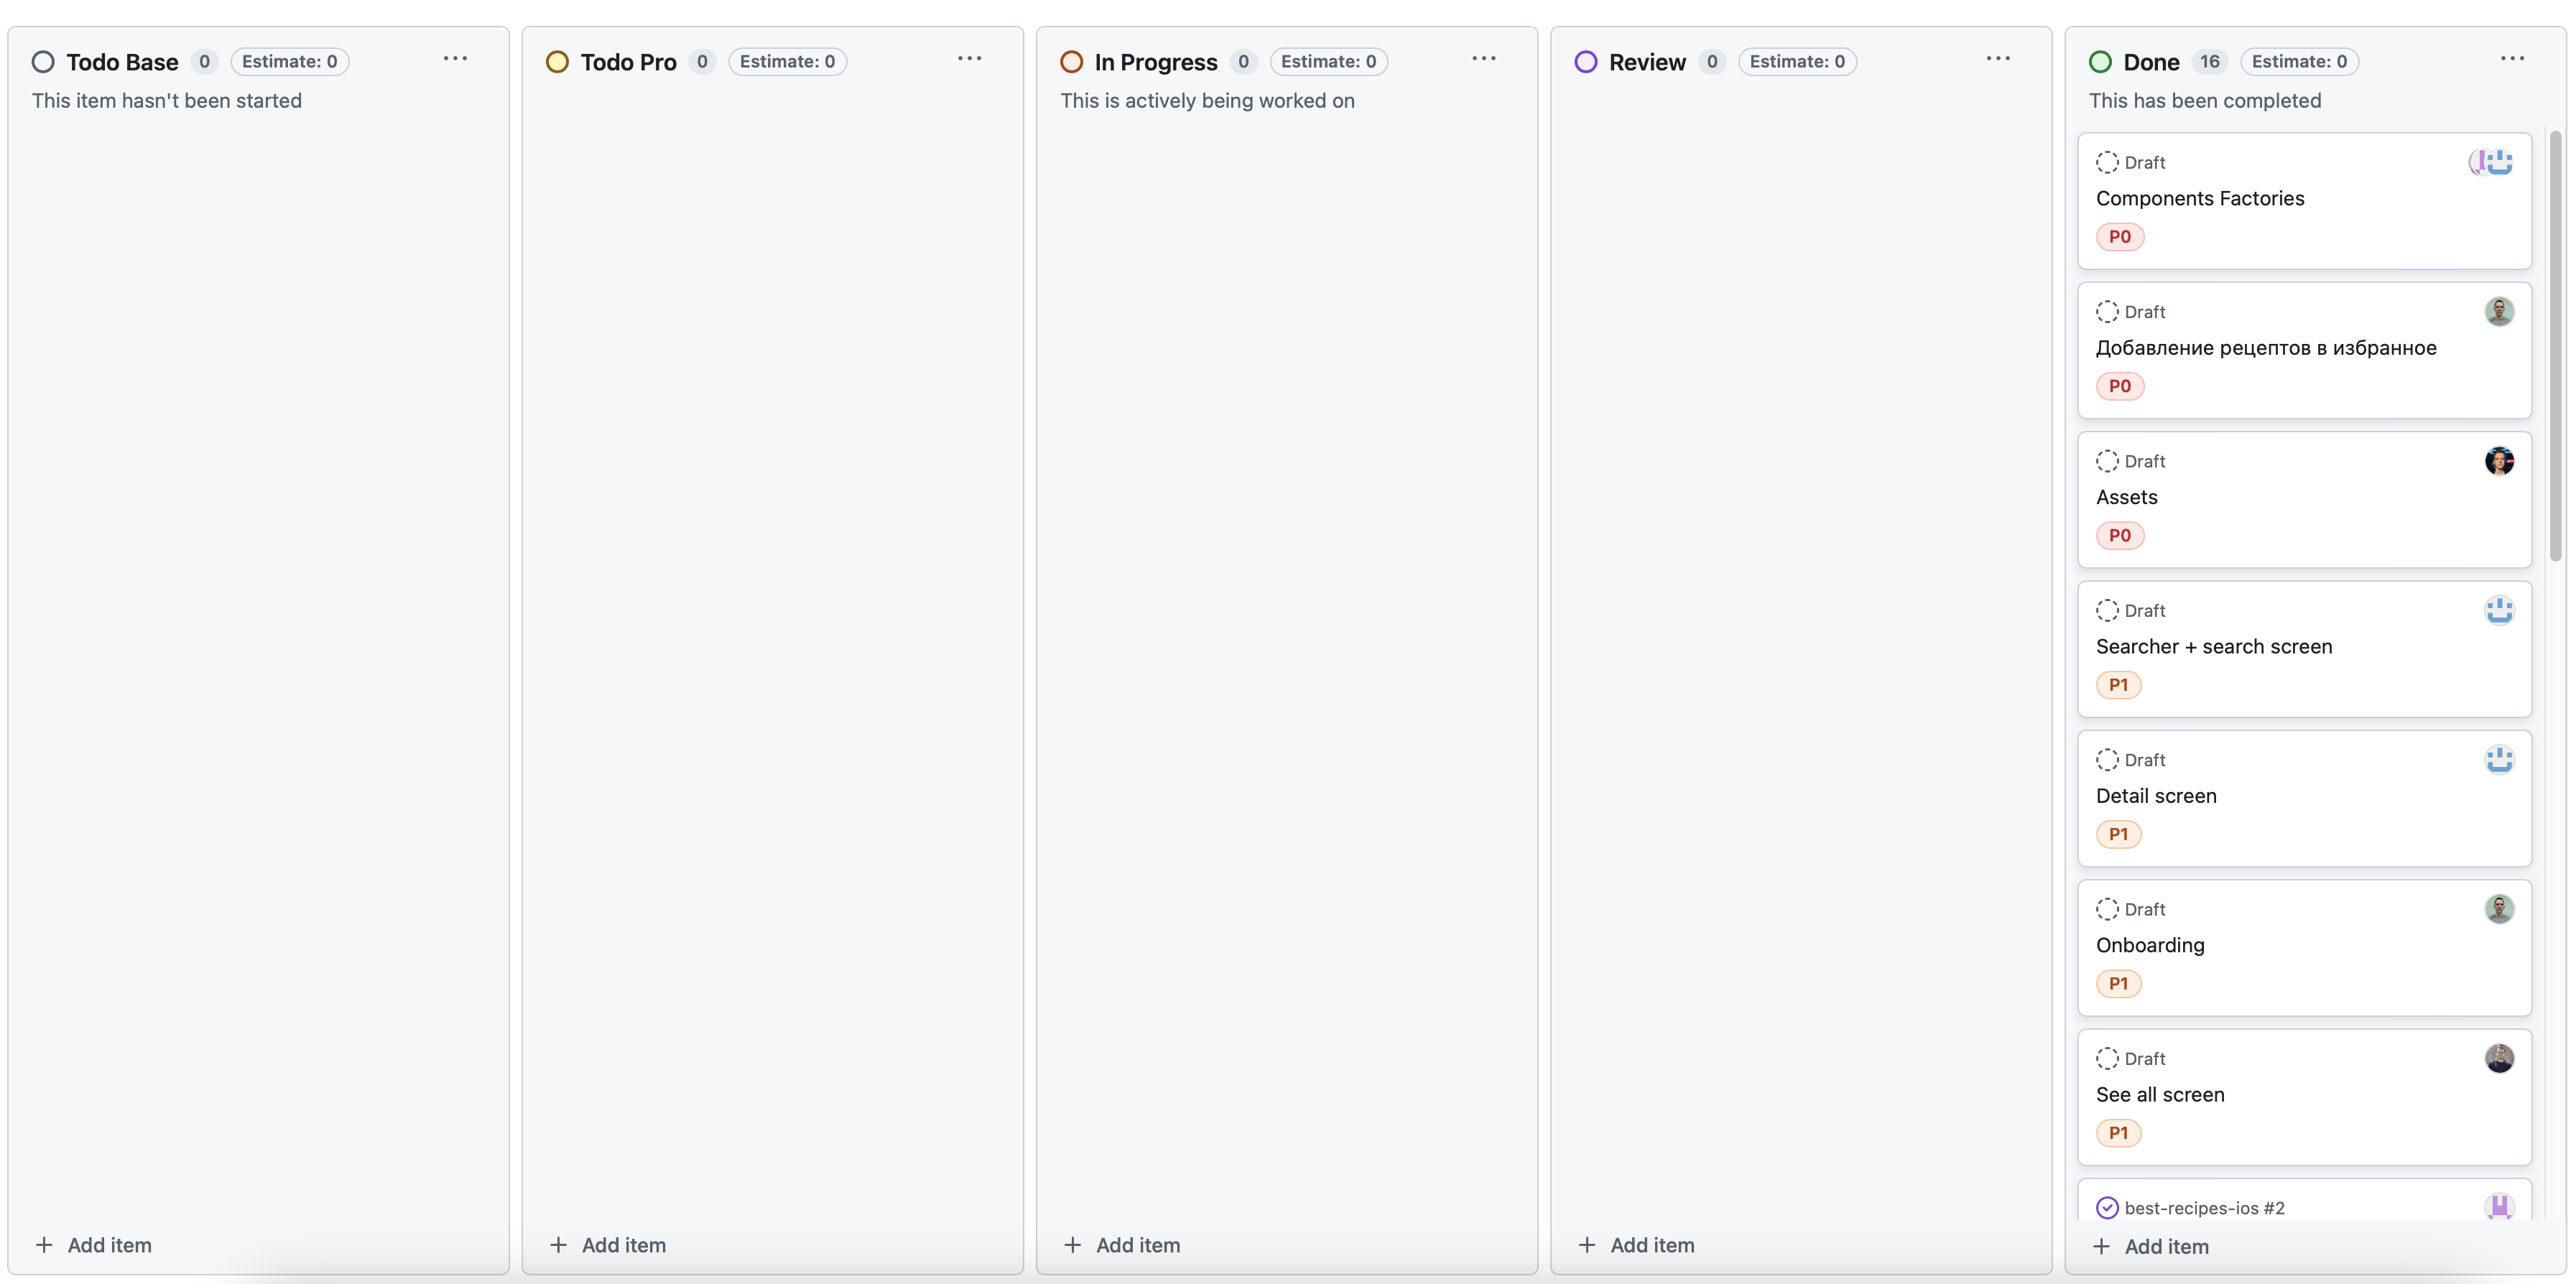 Todo Base 0 Estimate: 0
This item hasn't been started
Add item
Todo Pro 0 Estimate: 0
Add item
In Progress 0 Estimate: 0
This is actively being worked on
Add item
Review 0 Estimate: 0
Add item
Done 16 Estimate: 0
This has been completed
Draft
Components Factories
P0
Draft
Добавление рецептов в избранное
P0
Draft
Assets
P0
Draft
Searcher + search screen
P1
Draft
Detail screen
P1
Draft
Onboarding
P1
Draft
See all screen
P1
best-recipes-ios #2
Add item